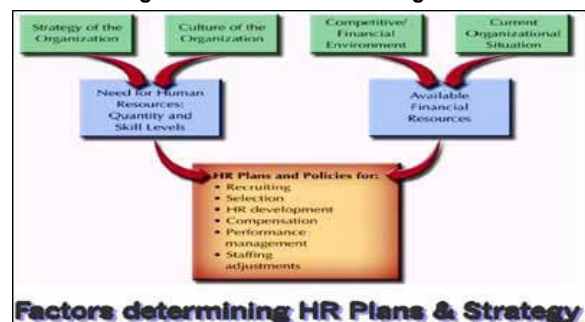 Strategy of the
Organization
Culture of the
Organization
Competitive/
Financial
Environment
Current
Organizational
Situation
Need for Human
Resources:
Quantity and
Skill Levels
Available
Financial
Resources
HR Plans and Policies for:
• Recruiting
• Selection
• HR development
• Compensation
• Performance
management
• Staffing
adjustments
Factors determining HR Plans & Strategy